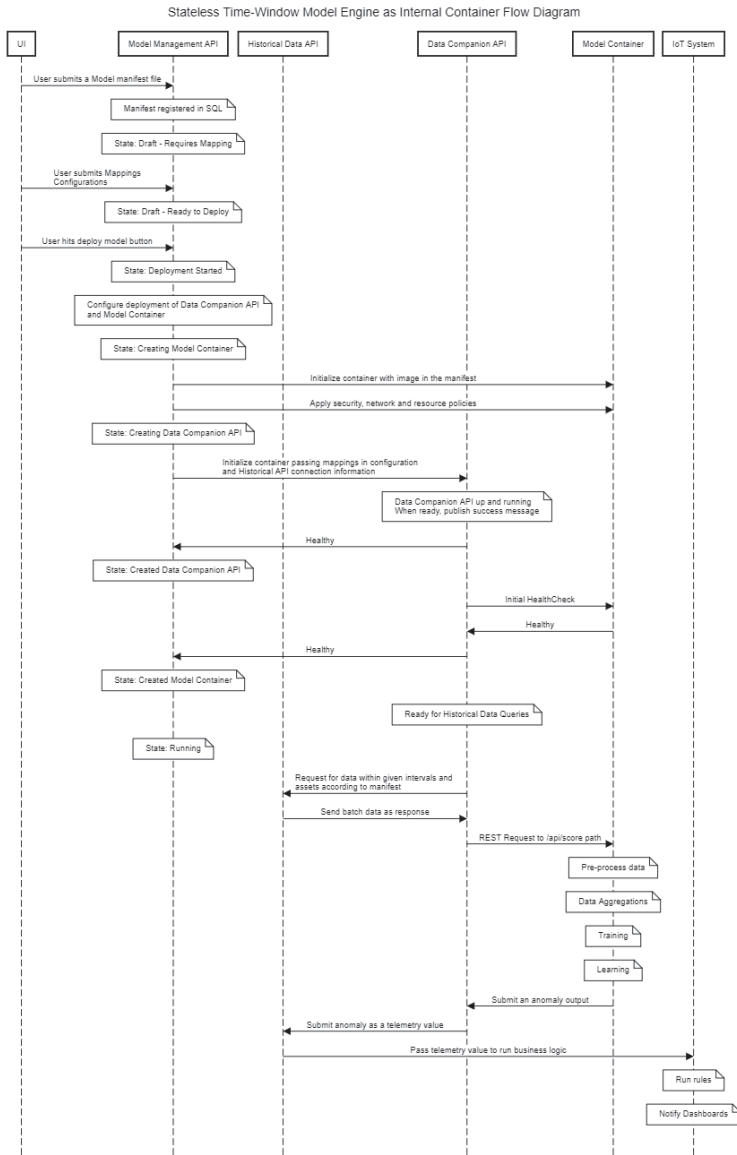 Stateless Time-Window Model Engine as Internal Container Flow Diagram
UI
Model Management API
Historical Data API
Data Companion API
Model Container
IoT System
User submits a Model manifest file
Manifest registered in SQL
State: Draft - Requires Mapping
User submits Mappings
Configurations
State: Draft - Ready to Deploy
User hits deploy model button
State: Deployment Started
Configure deployment of Data Companion API
and Model Container
State: Creating Model Container
Initialize container with image in the manifest
Apply security, network and resource policies
State: Creating Data Companion API
Initialize container passing mappings in configuration
and Historical API connection information
Data Companion API up and running
When ready, publish success message
Healthy
State: Created Data Companion API
Initial HealthCheck
Healthy
Healthy
State: Created Model Container
Ready for Historical Data Queries
State: Running
Request for data within given intervals and
assets according to manifest
Send batch data as response
REST Request to /api/score path
Pre-process data
Data Aggregations
Training
Learning
Submit an anomaly output
Submit anomaly as a telemetry value
Pass telemetry value to run business logic
Run rules
Notify Dashboards